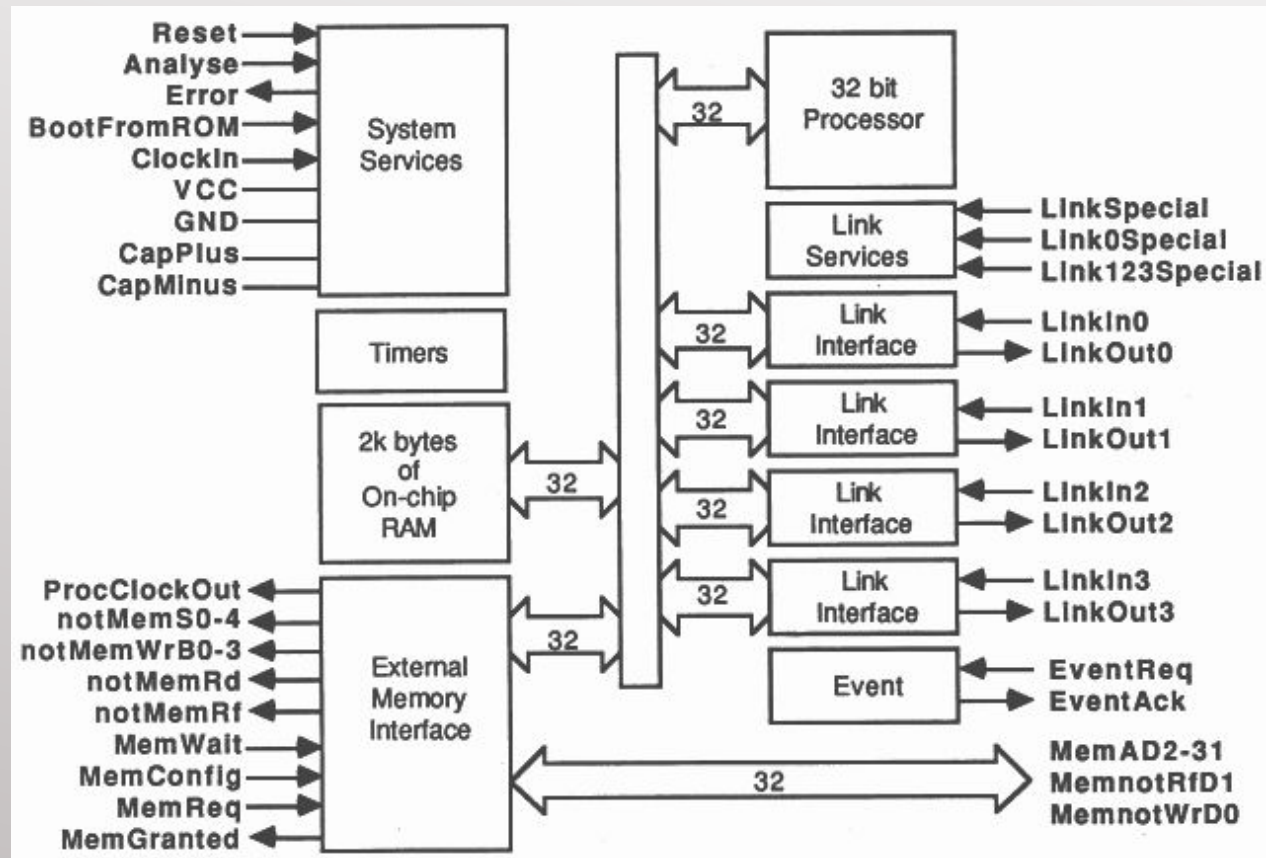 Reset
Analyse
Error
BootFromROM
ClockIn
VCC
GND
CapPlus
CapMinus
System
Services
Timers
2k bytes
of
On-chip
RAM
32
ProcClockOut
notMemS0-4
notMemWrB0-3
notMemRd
notMemRf
MemWait
MemConfig
MemReq
MemGranted
External
Memory
Interface
32
32
32 bit
Processor
Link
Services
LinkSpecial
Link0Special
Link123Special
32
Link
Interface
LinkIn0
LinkOut0
32
Link
Interface
LinkIn1
LinkOut1
32
Link
Interface
LinkIn2
LinkOut2
32
Link
Interface
LinkIn3
LinkOut3
Event
EventReq
EventAck
32
MemAD2-31
MemnotRfD1
MemnotWrD0